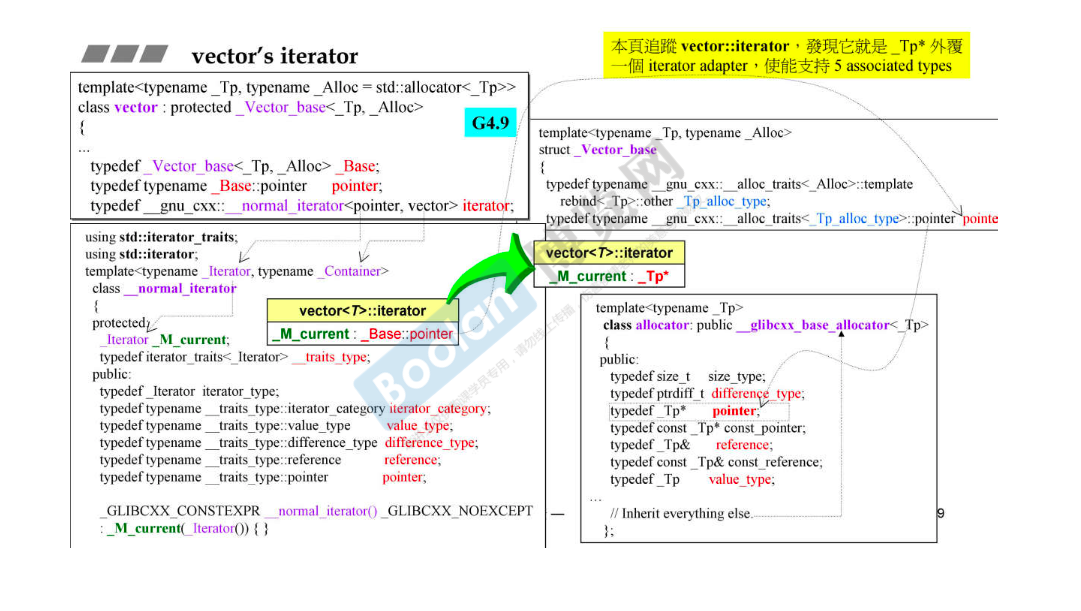 vector's iterator
本頁追蹤 vector::iterator，發現它就是 _Tp* 外覆
一個 iterator adapter，使能支持 5 associated types
template<typename _Tp, typename _Alloc = std::allocator<_Tp>>
class vector : protected _Vector_base<_Tp, _Alloc>
{
G4.9
...
typedef _Vector_base<_Tp, _Alloc> _Base;
typedef typename _Base::pointer pointer;
typedef __gnu_cxx::__normal_iterator<pointer, vector> iterator;
template<typename _Tp, typename _Alloc>
struct _Vector_base
{
typedef typename __gnu_cxx::__alloc_traits<_Alloc>::template
rebind<_Tp>::other _Tp_alloc_type;
typedef typename __gnu_cxx::__alloc_traits<_Tp_alloc_type>::pointer pointe
using std::iterator_traits;
using std::iterator;
template<typename _Iterator, typename _Container>
class __normal_iterator
{
protected:
_Iterator _M_current;
typedef iterator_traits<_Iterator> __traits_type;
public:
typedef _Iterator iterator_type;
typedef typename __traits_type::iterator_category iterator_category;
typedef typename __traits_type::value_type value_type;
typedef typename __traits_type::difference_type difference_type;
typedef typename __traits_type::reference reference;
typedef typename __traits_type::pointer pointer;
_GLIBCXX_CONSTEXPR __normal_iterator() _GLIBCXX_NOEXCEPT
: _M_current(_Iterator()) { }
vector<T>::iterator
_M_current : _Base::pointer
vector<T>::iterator
_M_current : _Tp*
template<typename _Tp>
class allocator: public __glibcxx_base_allocator<_Tp>
{
public:
typedef size_t size_type;
typedef ptrdiff_t difference_type;
typedef _Tp* pointer;
typedef const _Tp* const_pointer;
typedef _Tp& reference;
typedef const _Tp& const_reference;
typedef _Tp value_type;
...
// Inherit everything else.
};
9
Boolan
博览网